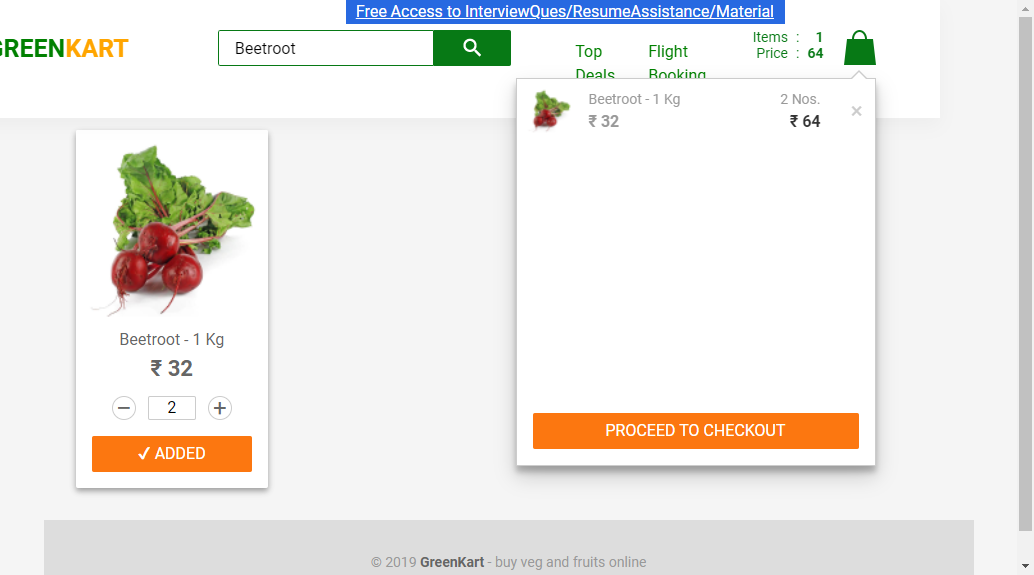 Free Access to InterviewQues/ResumeAssistance/Material
GREENKART
Beetroot
Top Deals
Flight Booking
Items : 1
Price : 64
Beetroot - 1 Kg
₹ 32
2 Nos.
₹ 64
×
PROCEED TO CHECKOUT
Beetroot - 1 Kg
₹ 32
− 2 +
✓ ADDED
© 2019 GreenKart - buy veg and fruits online